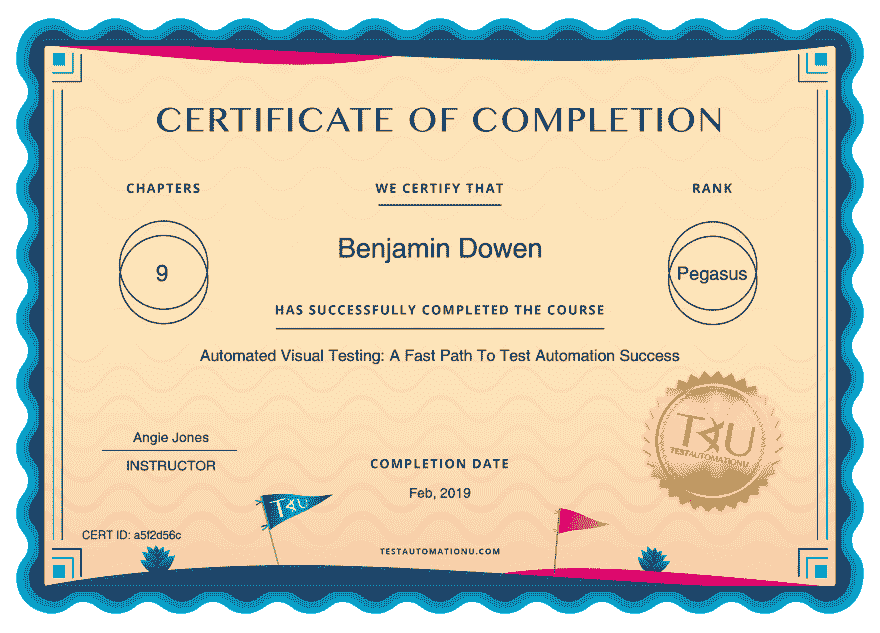 CERTIFICATE OF COMPLETION
CHAPTERS
9
WE CERTIFY THAT
Benjamin Dowen
HAS SUCCESSFULLY COMPLETED THE COURSE
Automated Visual Testing: A Fast Path To Test Automation Success
RANK
Pegasus
Angie Jones
INSTRUCTOR
COMPLETION DATE
Feb, 2019
TAU
TESTAUTOMATIONU
TAU
CERT ID: a5f2d56c
TESTAUTOMATIONU.COM